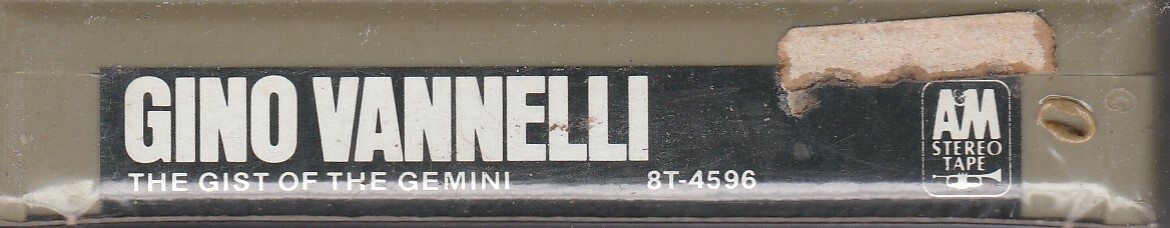 GINO VANNELLI
THE GIST OF THE GEMINI 8T-4596
A&M
STEREO
TAPE